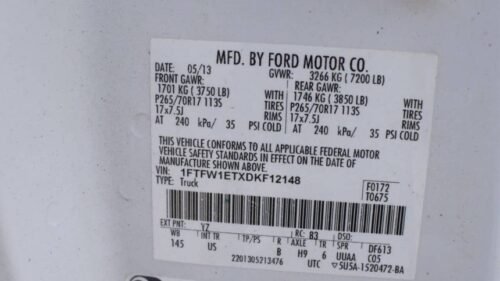 MFD. BY FORD MOTOR CO.
DATE: 05/13 GVWR: 3266 KG ( 7200 LB)
FRONT GAWR: REAR GAWR:
1701 KG ( 3750 LB) 1746 KG ( 3850 LB)
P265/70R17 113S WITH TIRES P265/70R17 113S WITH TIRES
17x7.5J RIMS 17x7.5J RIMS
AT 240 kPa/ 35 PSI COLD AT 240 kPa/ 35 PSI COLD
THIS VEHICLE CONFORMS TO ALL APPLICABLE FEDERAL MOTOR
VEHICLE SAFETY STANDARDS IN EFFECT ON THE DATE OF
MANUFACTURE SHOWN ABOVE.
VIN: 1FTFW1ETXDKF12148 F0172
TYPE: Truck T0675
EXT PNT: YZ RC: B3 DSO:
WB INT TR TP/PS R AXLE TR SPR DF613
145 US B H9 6 UUAA C05
2201305213476 UTC 5U5A-1520472-BA